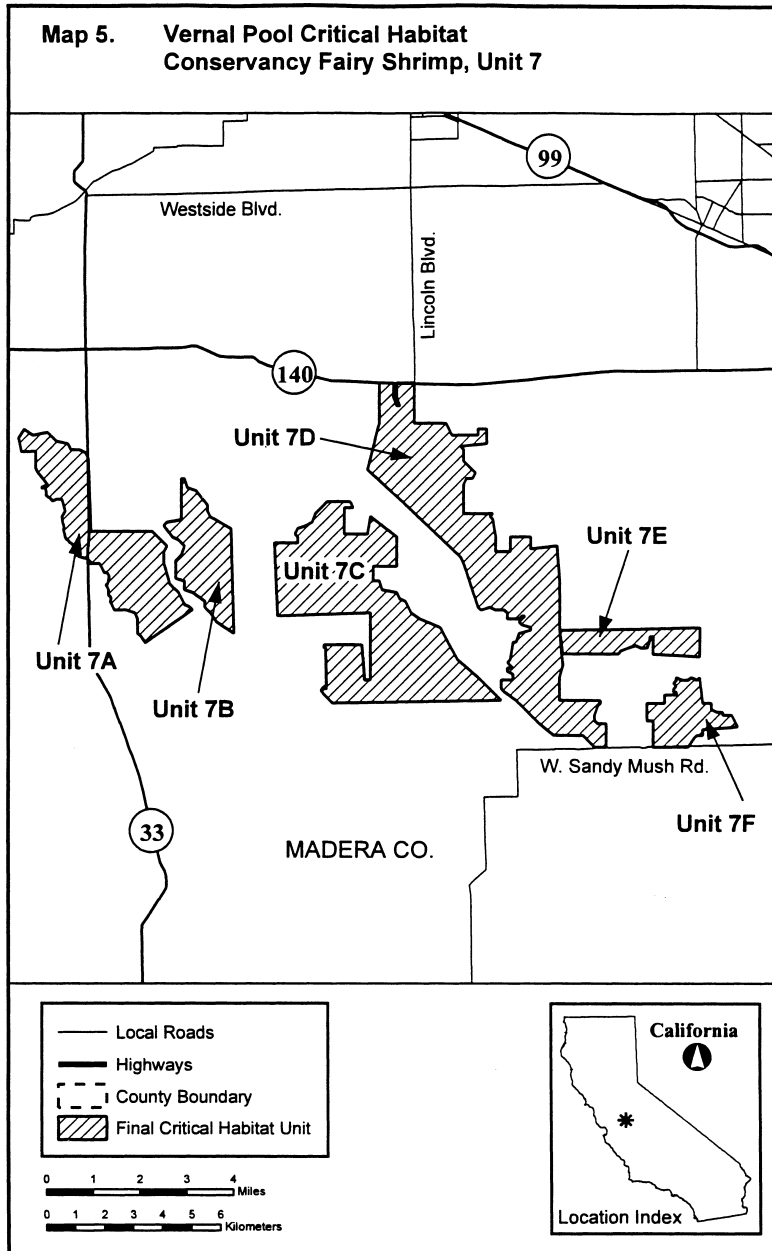 Map 5. Vernal Pool Critical Habitat
Conservancy Fairy Shrimp, Unit 7
99
Westside Blvd.
Lincoln Blvd.
140
Unit 7D
Unit 7E
Unit 7C
Unit 7A
Unit 7B
W. Sandy Mush Rd.
Unit 7F
33
MADERA CO.
Local Roads
Highways
County Boundary
Final Critical Habitat Unit
0 1 2 3 4
Miles
0 1 2 3 4 5 6
Kilometers
California
Location Index